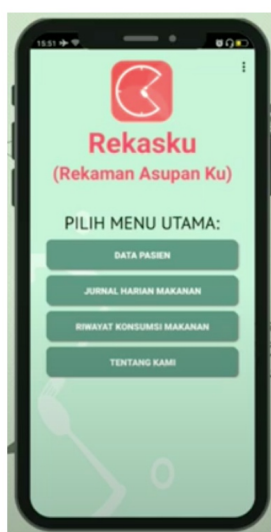 15:51
Rekasku
(Rekaman Asupan Ku)
PILIH MENU UTAMA:
DATA PASIEN
JURNAL HARIAN MAKANAN
RIWAYAT KONSUMSI MAKANAN
TENTANG KAMI